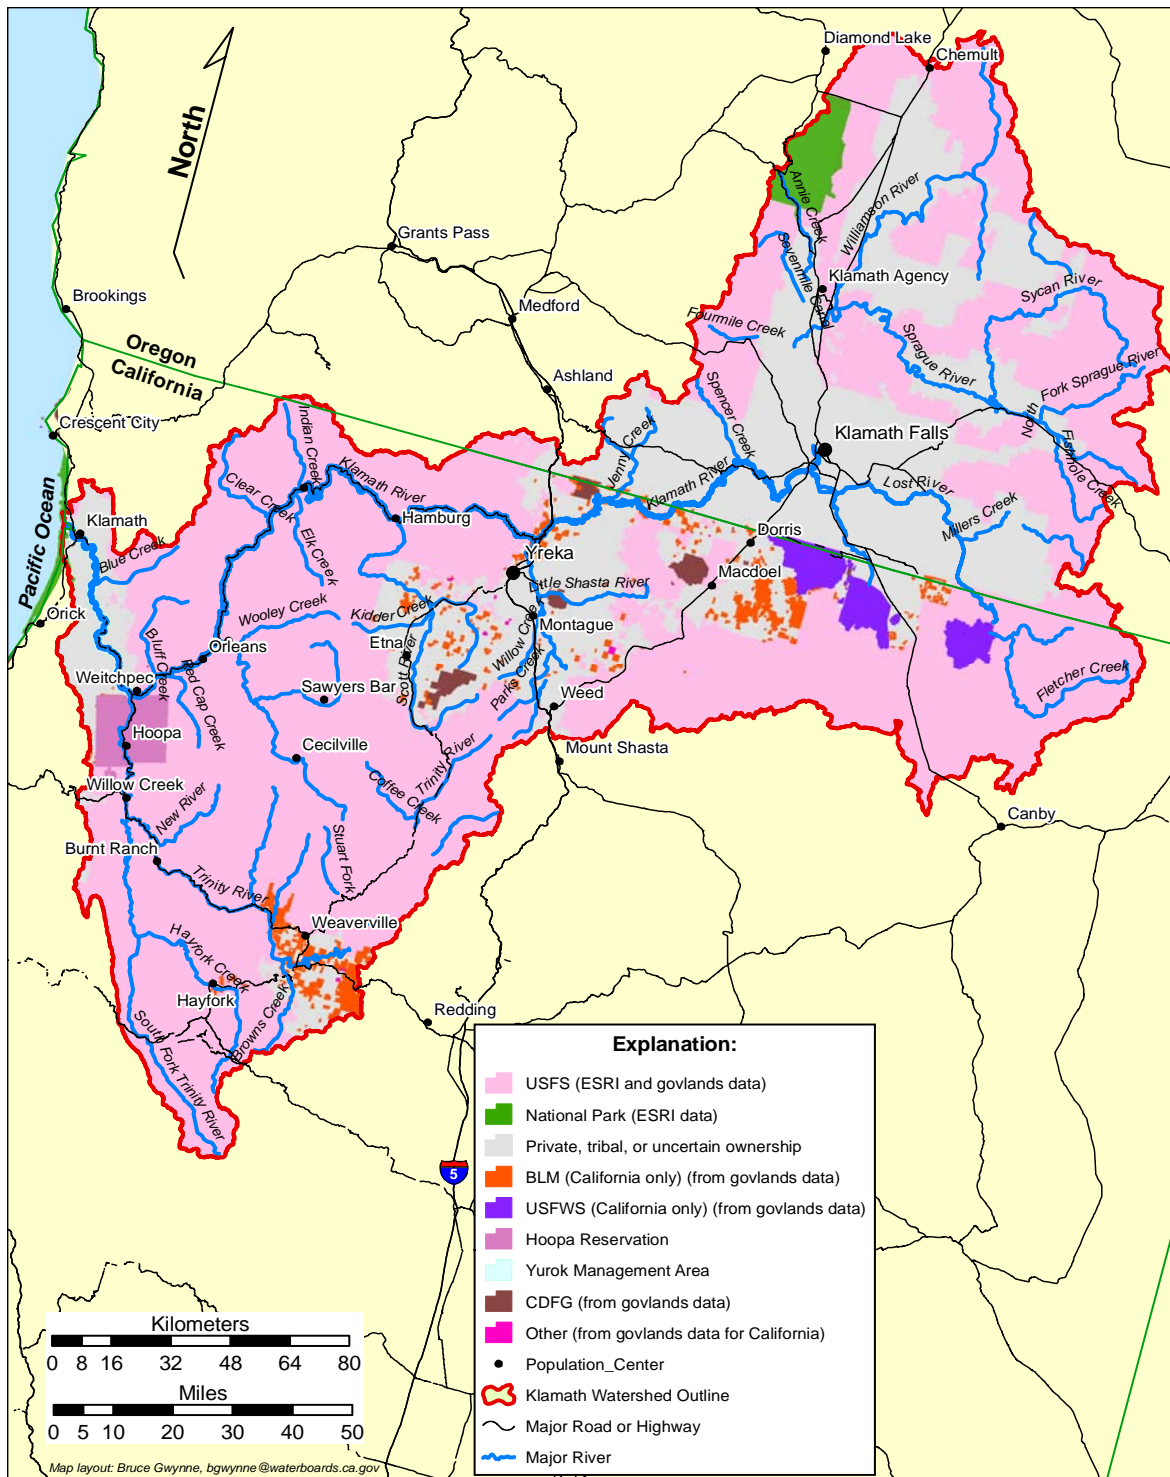 Diamond Lake
Chemult
North
Annie Creek
Williamson River
Sevenmile Canal
Grants Pass
Klamath Agency
Brookings
Medford
Fourmile Creek
Sycan River
Oregon
California
Sprague River
North Fork Sprague River
Ashland
Spencer Creek
Crescent City
Indian Creek
Jenny Creek
Klamath Falls
Fishhole Creek
Clear Creek
Klamath River
Klamath River
Lost River
Pacific Ocean
Klamath
Hamburg
Millers Creek
Dorris
Blue Creek
Elk Creek
Yreka
Little Shasta River
Macdoel
Orick
Wooley Creek
Kidder Creek
Montague
Bluff Creek
Orleans
Etna
Scott River
Willow Creek
Parks Creek
Weitchpec
Red Cap Creek
Sawyers Bar
Weed
Fletcher Creek
Hoopa
Cecilville
Trinity River
Mount Shasta
Willow Creek
New River
Coffee Creek
Canby
Burnt Ranch
Stuart Fork
Trinity River
Weaverville
Hayfork Creek
Hayfork
Browns Creek
Redding
South Fork Trinity River
5
Explanation:
USFS (ESRI and govlands data)
National Park (ESRI data)
Private, tribal, or uncertain ownership
BLM (California only) (from govlands data)
USFWS (California only) (from govlands data)
Hoopa Reservation
Yurok Management Area
CDFG (from govlands data)
Other (from govlands data for California)
Population_Center
Klamath Watershed Outline
Major Road or Highway
Major River
Kilometers
0 8 16 32 48 64 80
Miles
0 5 10 20 30 40 50
Map layout: Bruce Gwynne, bgwynne@waterboards.ca.gov